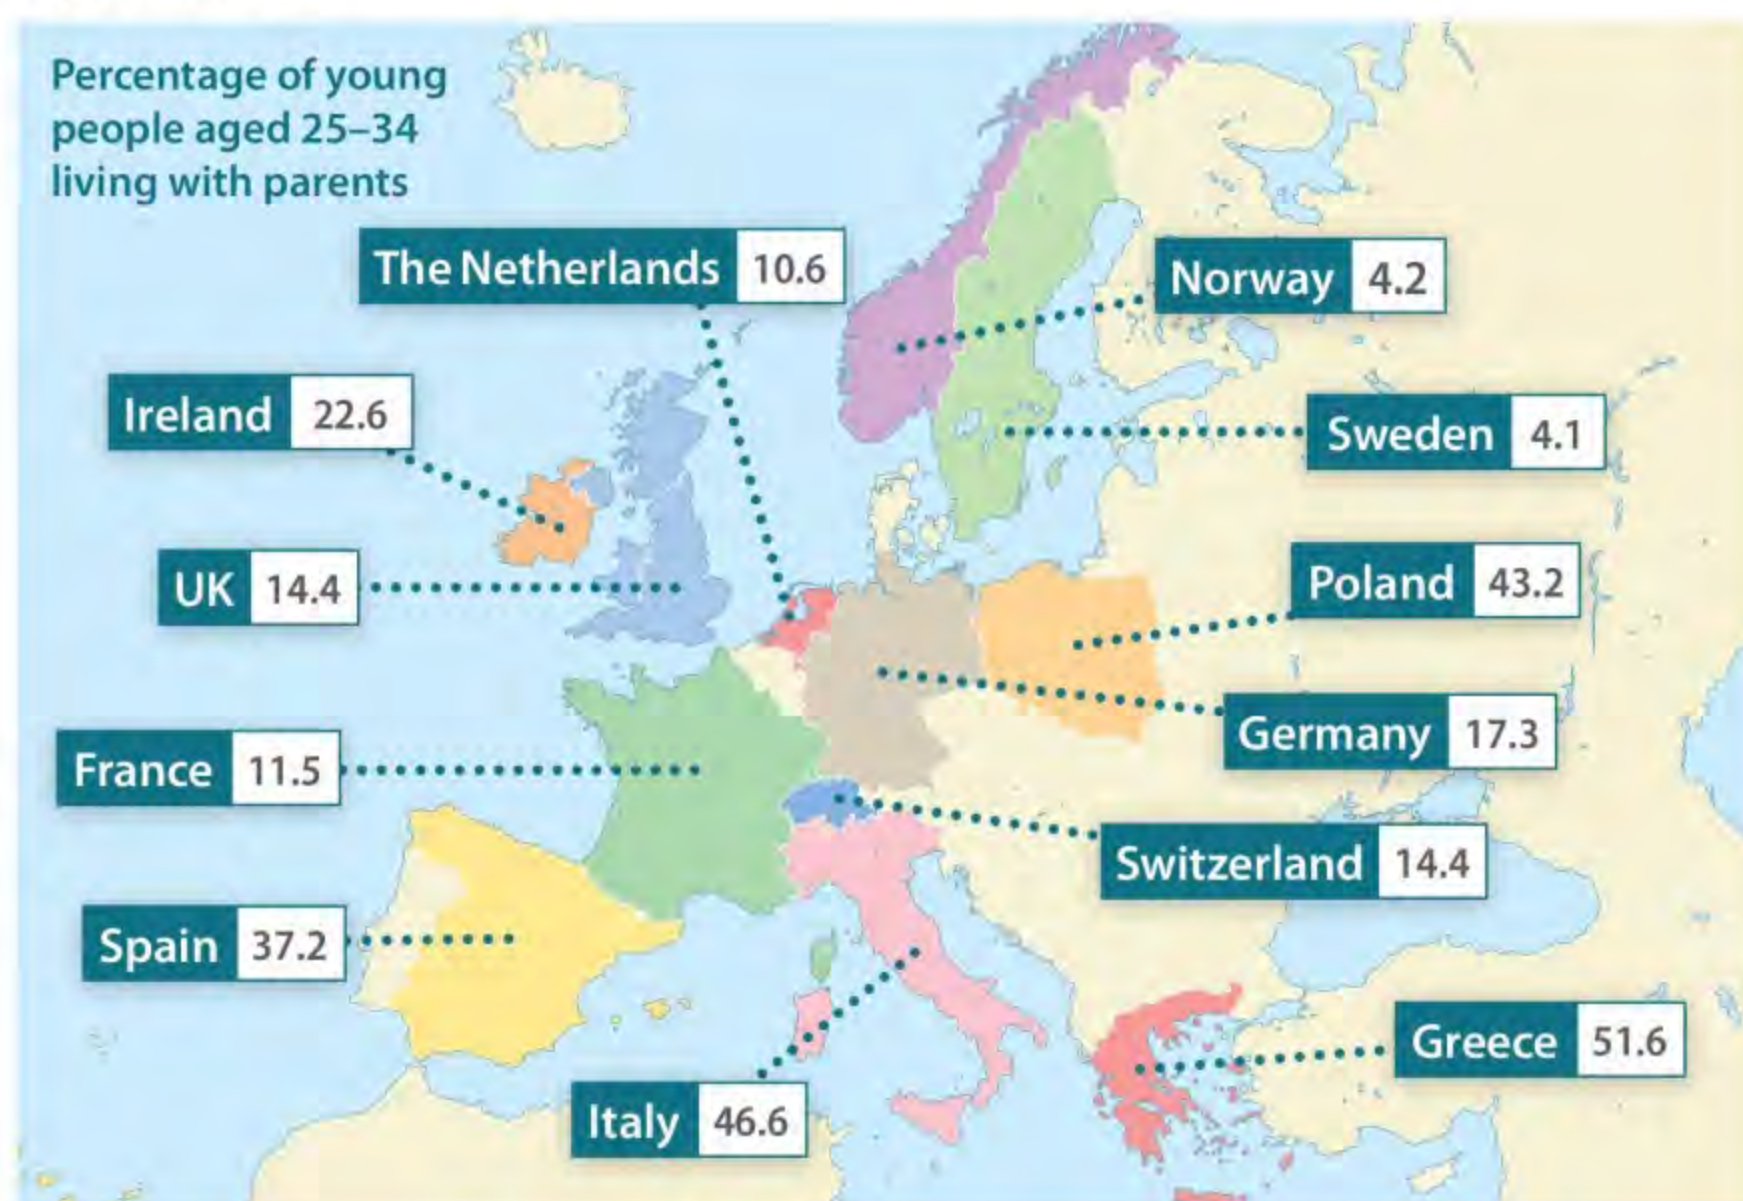 Percentage of young
people aged 25–34
living with parents
The Netherlands 10.6
Norway 4.2
Ireland 22.6
Sweden 4.1
UK 14.4
Poland 43.2
Germany 17.3
France 11.5
Switzerland 14.4
Spain 37.2
Greece 51.6
Italy 46.6